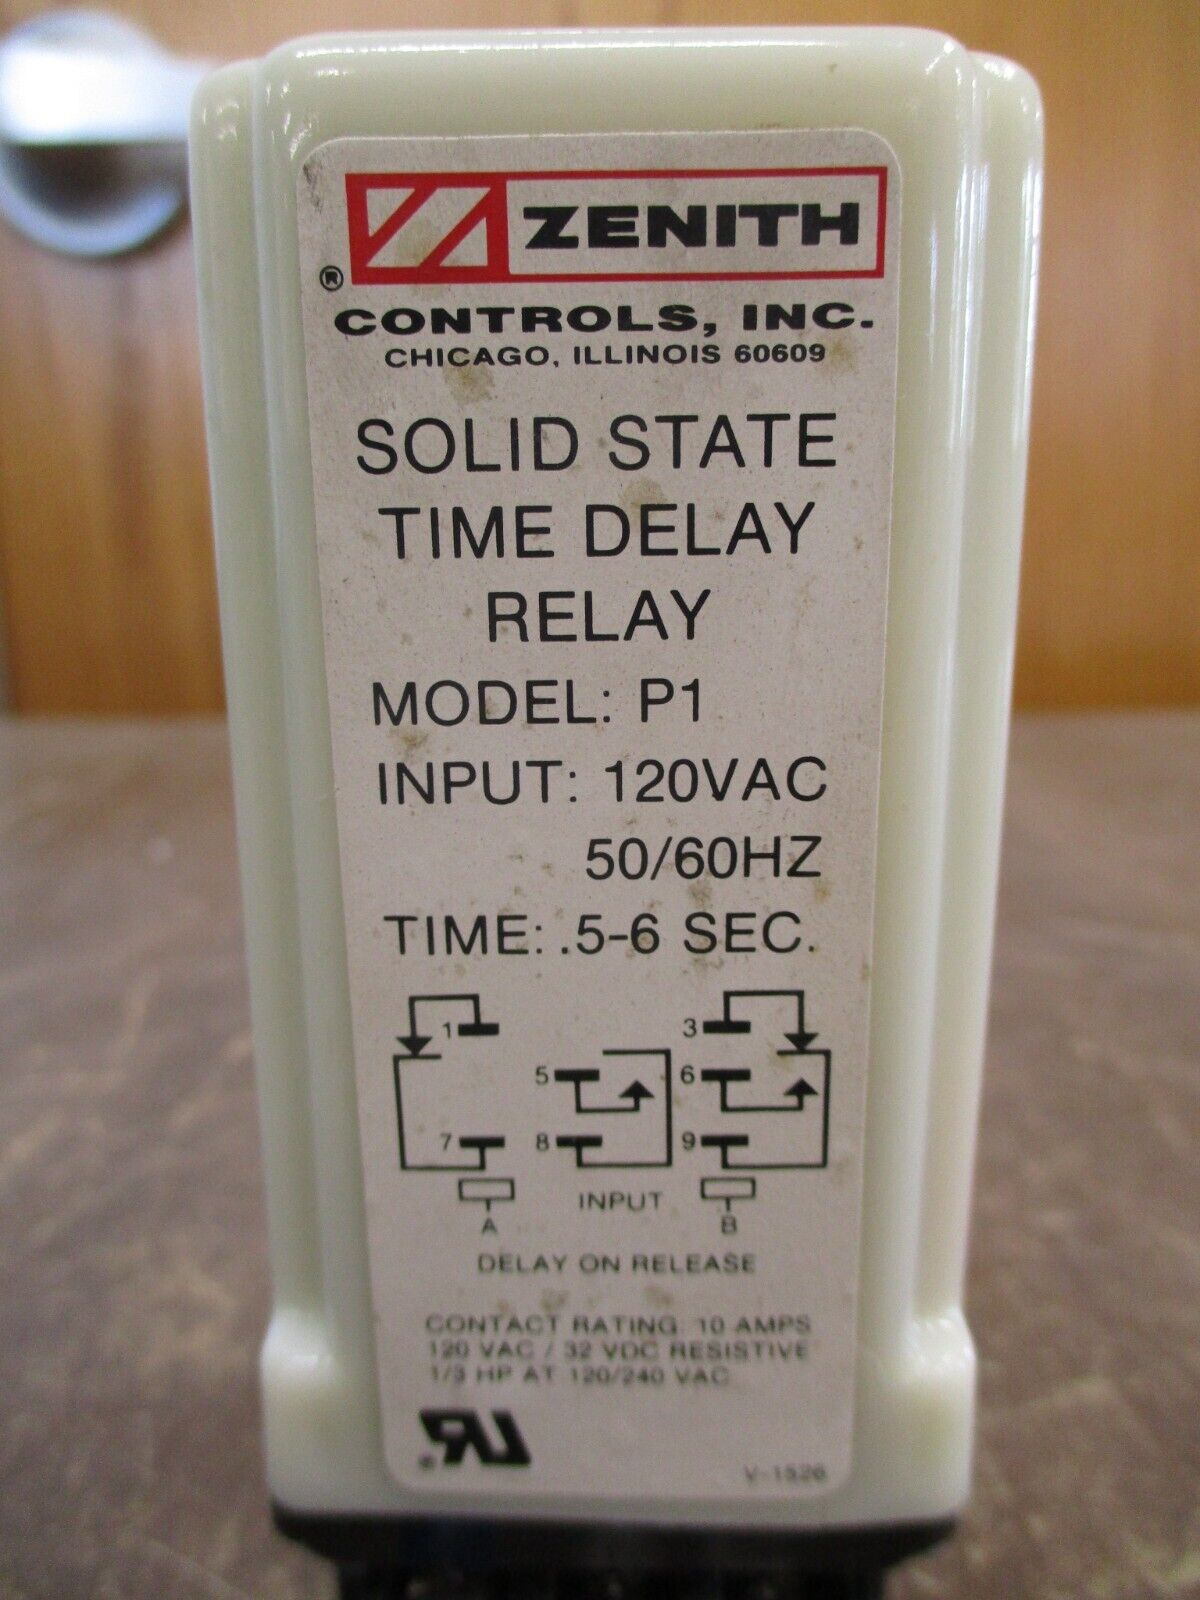 ZENITH
®
CONTROLS, INC.
CHICAGO, ILLINOIS 60609
SOLID STATE
TIME DELAY
RELAY
MODEL: P1
INPUT: 120VAC
50/60HZ
TIME: .5-6 SEC.
1 3
5 6
7 8 9
A INPUT B
DELAY ON RELEASE
CONTACT RATING: 10 AMPS
120 VAC / 32 VDC RESISTIVE
1/3 HP AT 120/240 VAC
RU ®
V-1526